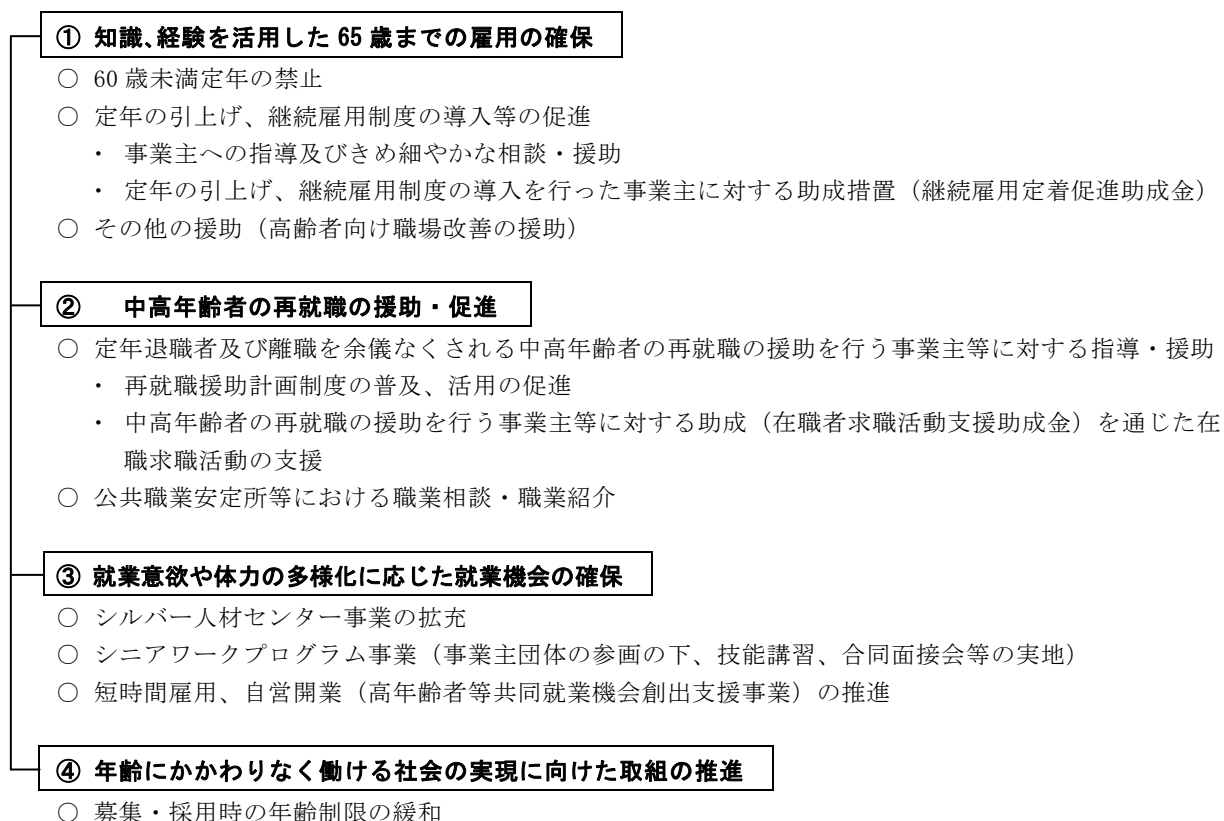 ① 知識、経験を活用した 65 歳までの雇用の確保
○ 60 歳未満定年の禁止
○ 定年の引上げ、継続雇用制度の導入等の促進
・ 事業主への指導及びきめ細やかな相談・援助
・ 定年の引上げ、継続雇用制度の導入を行った事業主に対する助成措置（継続雇用定着促進助成金）
○ その他の援助（高齢者向け職場改善の援助）
② 中高年齢者の再就職の援助・促進
○ 定年退職者及び離職を余儀なくされる中高年齢者の再就職の援助を行う事業主等に対する指導・援助
・ 再就職援助計画制度の普及、活用の促進
・ 中高年齢者の再就職の援助を行う事業主等に対する助成（在職者求職活動支援助成金）を通じた在
職求職活動の支援
○ 公共職業安定所等における職業相談・職業紹介
③ 就業意欲や体力の多様化に応じた就業機会の確保
○ シルバー人材センター事業の拡充
○ シニアワークプログラム事業（事業主団体の参画の下、技能講習、合同面接会等の実地）
○ 短時間雇用、自営開業（高年齢者等共同就業機会創出支援事業）の推進
④ 年齢にかかわりなく働ける社会の実現に向けた取組の推進
○ 募集・採用時の年齢制限の緩和